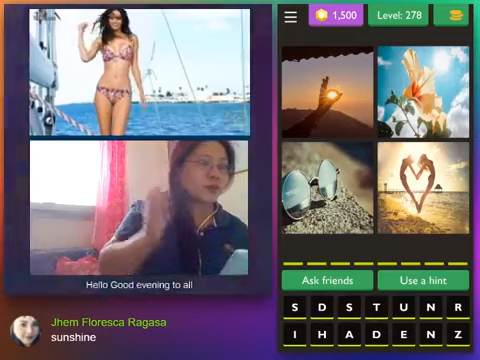 1,500
Level: 278
Hello Good evening to all
Ask friends
Use a hint
S D S T U N R
I H A D E N Z
Jhem Floresca Ragasa
sunshine